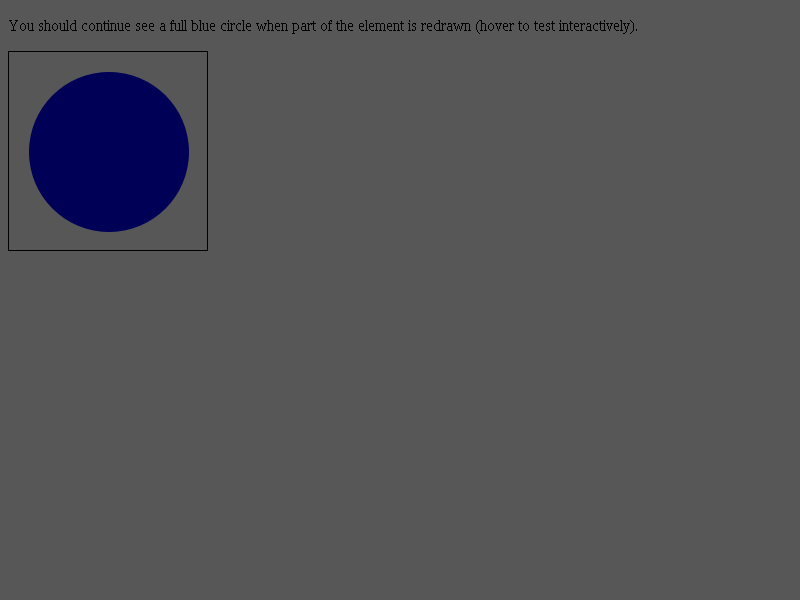 You should continue see a full blue circle when part of the element is redrawn (hover to test interactively).